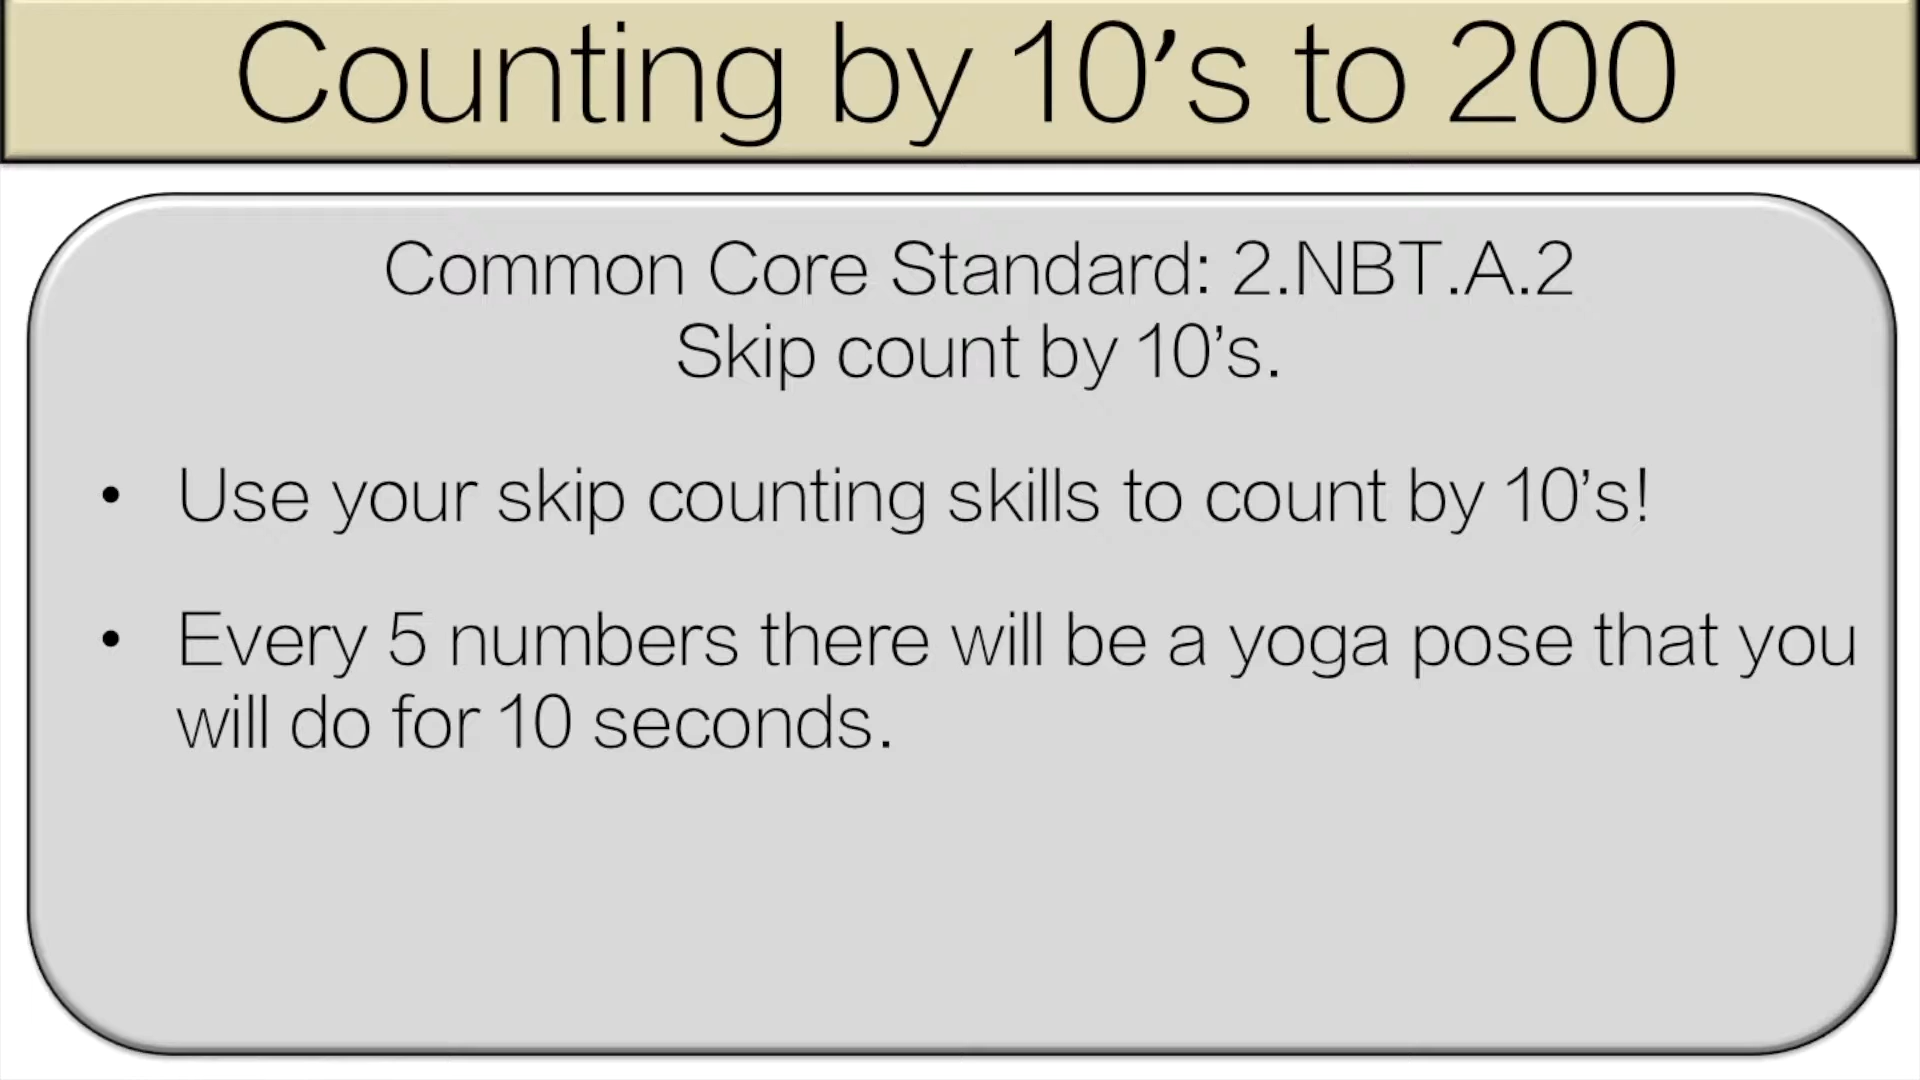 Counting by 10's to 200
Common Core Standard: 2.NBT.A.2
Skip count by 10’s.
• Use your skip counting skills to count by 10’s!
• Every 5 numbers there will be a yoga pose that you
will do for 10 seconds.